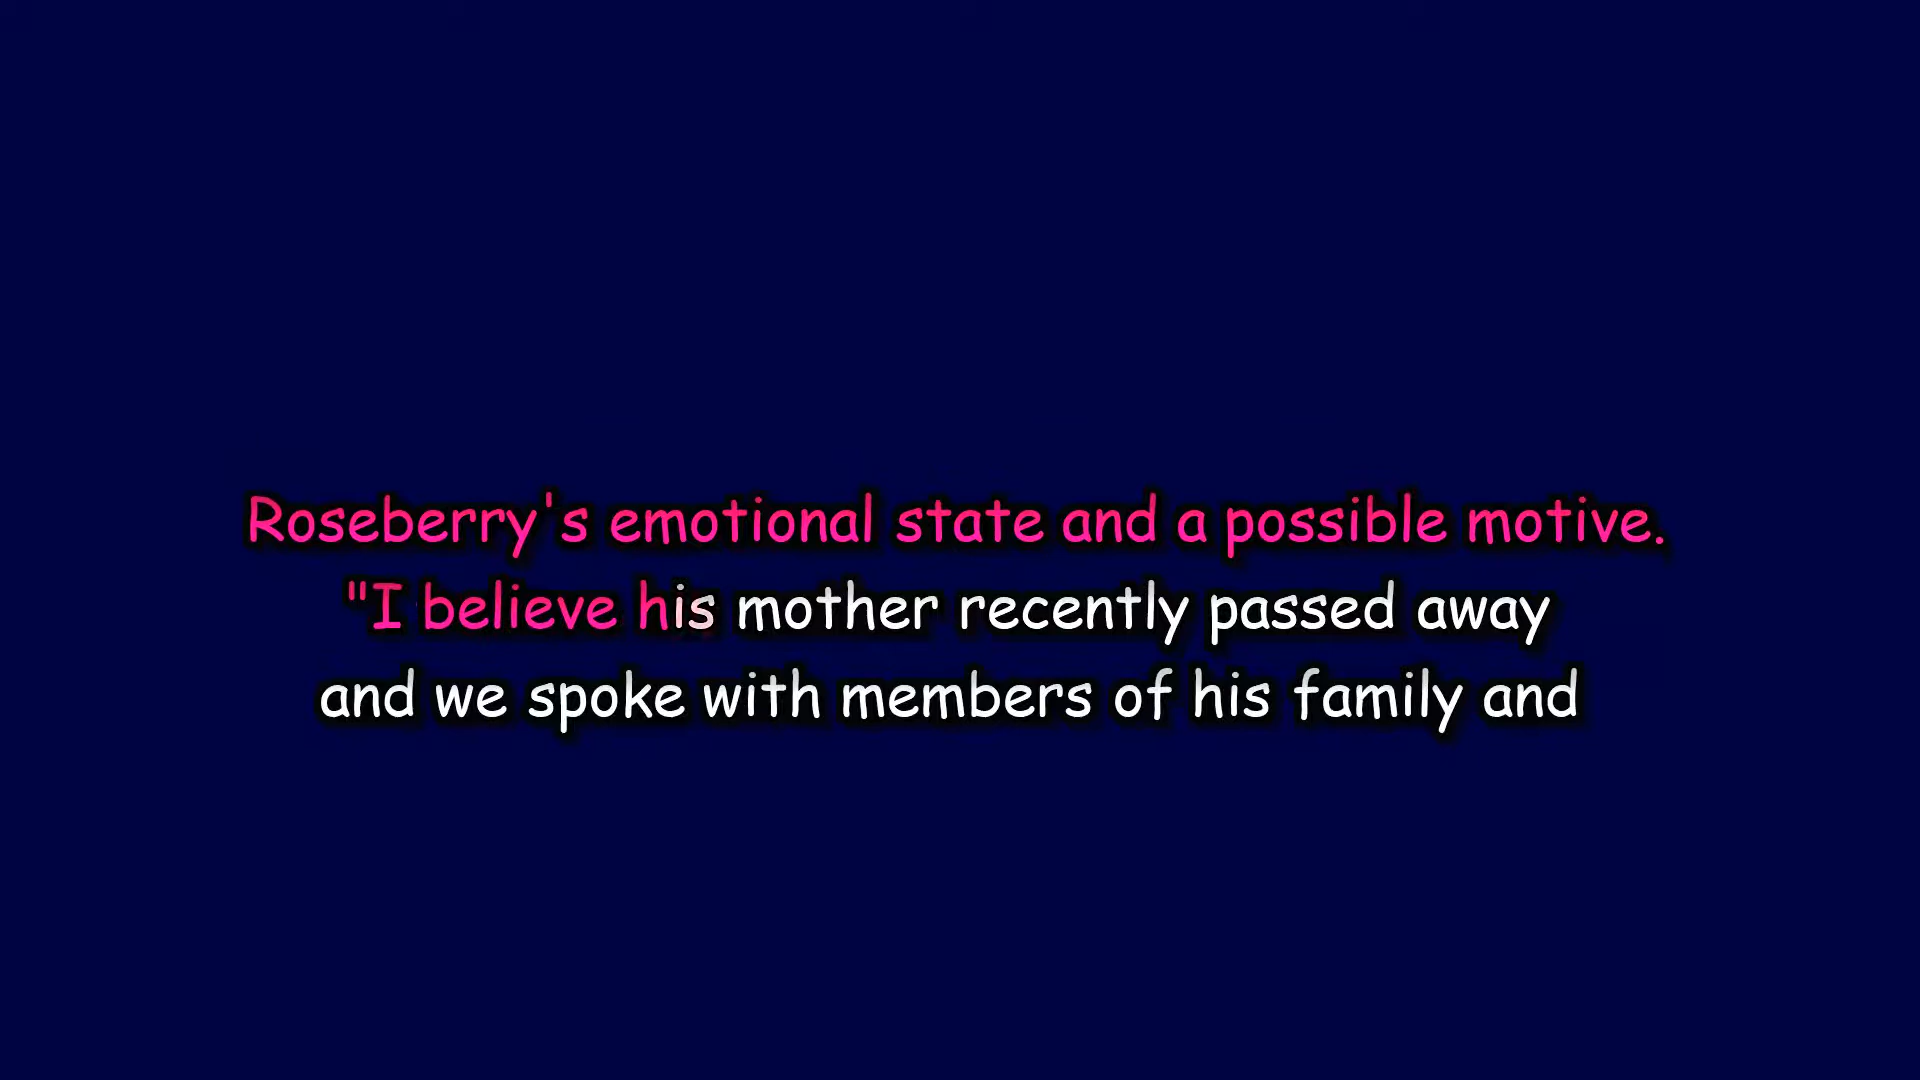 Roseberry's emotional state and a possible motive.
"I believe his mother recently passed away
and we spoke with members of his family and